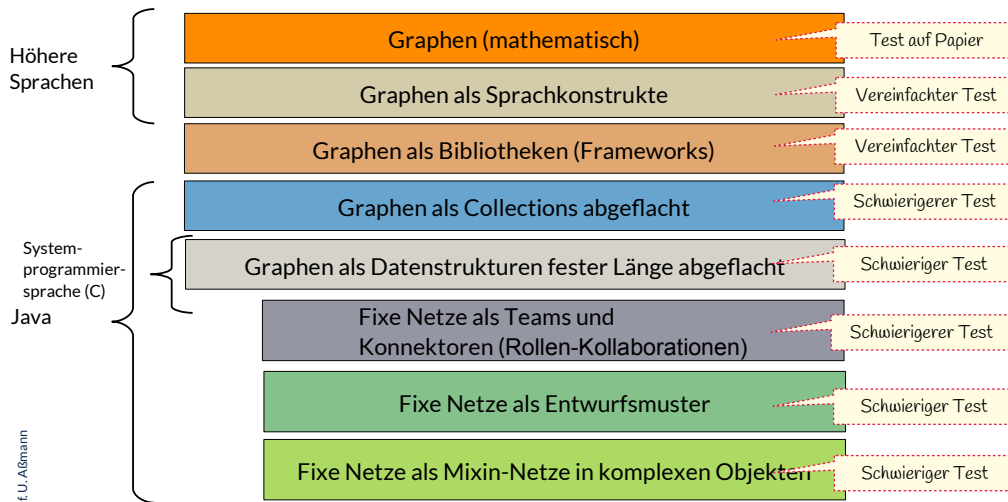 Höhere
Sprachen
Graphen (mathematisch)
Test auf Papier
Graphen als Sprachkonstrukte
Vereinfachter Test
Graphen als Bibliotheken (Frameworks)
Vereinfachter Test
Graphen als Collections abgeflacht
Schwierigerer Test
System-
programmier-
sprache (C)
Java
Graphen als Datenstrukturen fester Länge abgeflacht
Schwieriger Test
Fixe Netze als Teams und
Konnektoren (Rollen-Kollaborationen)
Schwierigerer Test
Fixe Netze als Entwurfsmuster
Schwieriger Test
Fixe Netze als Mixin-Netze in komplexen Objekten
Schwieriger Test
f. U. Aßmann